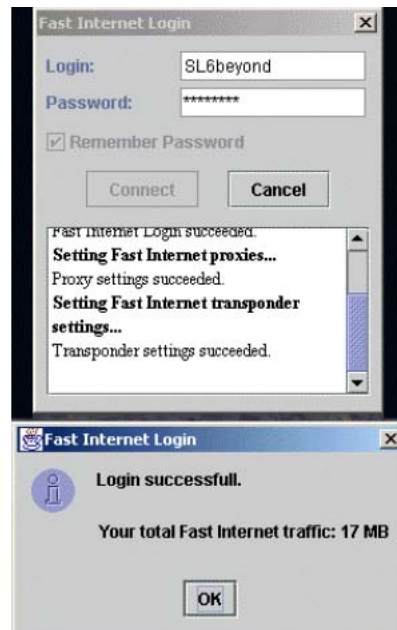 Fast Internet Login
Login:
SL6beyond
Password:
********
Remember Password
Connect
Cancel
Fast Internet Login succeeded.
Setting Fast Internet proxies...
Proxy settings succeeded.
Setting Fast Internet transponder
settings...
Transponder settings succeeded.
Fast Internet Login
Login successfull.
Your total Fast Internet traffic: 17 MB
OK